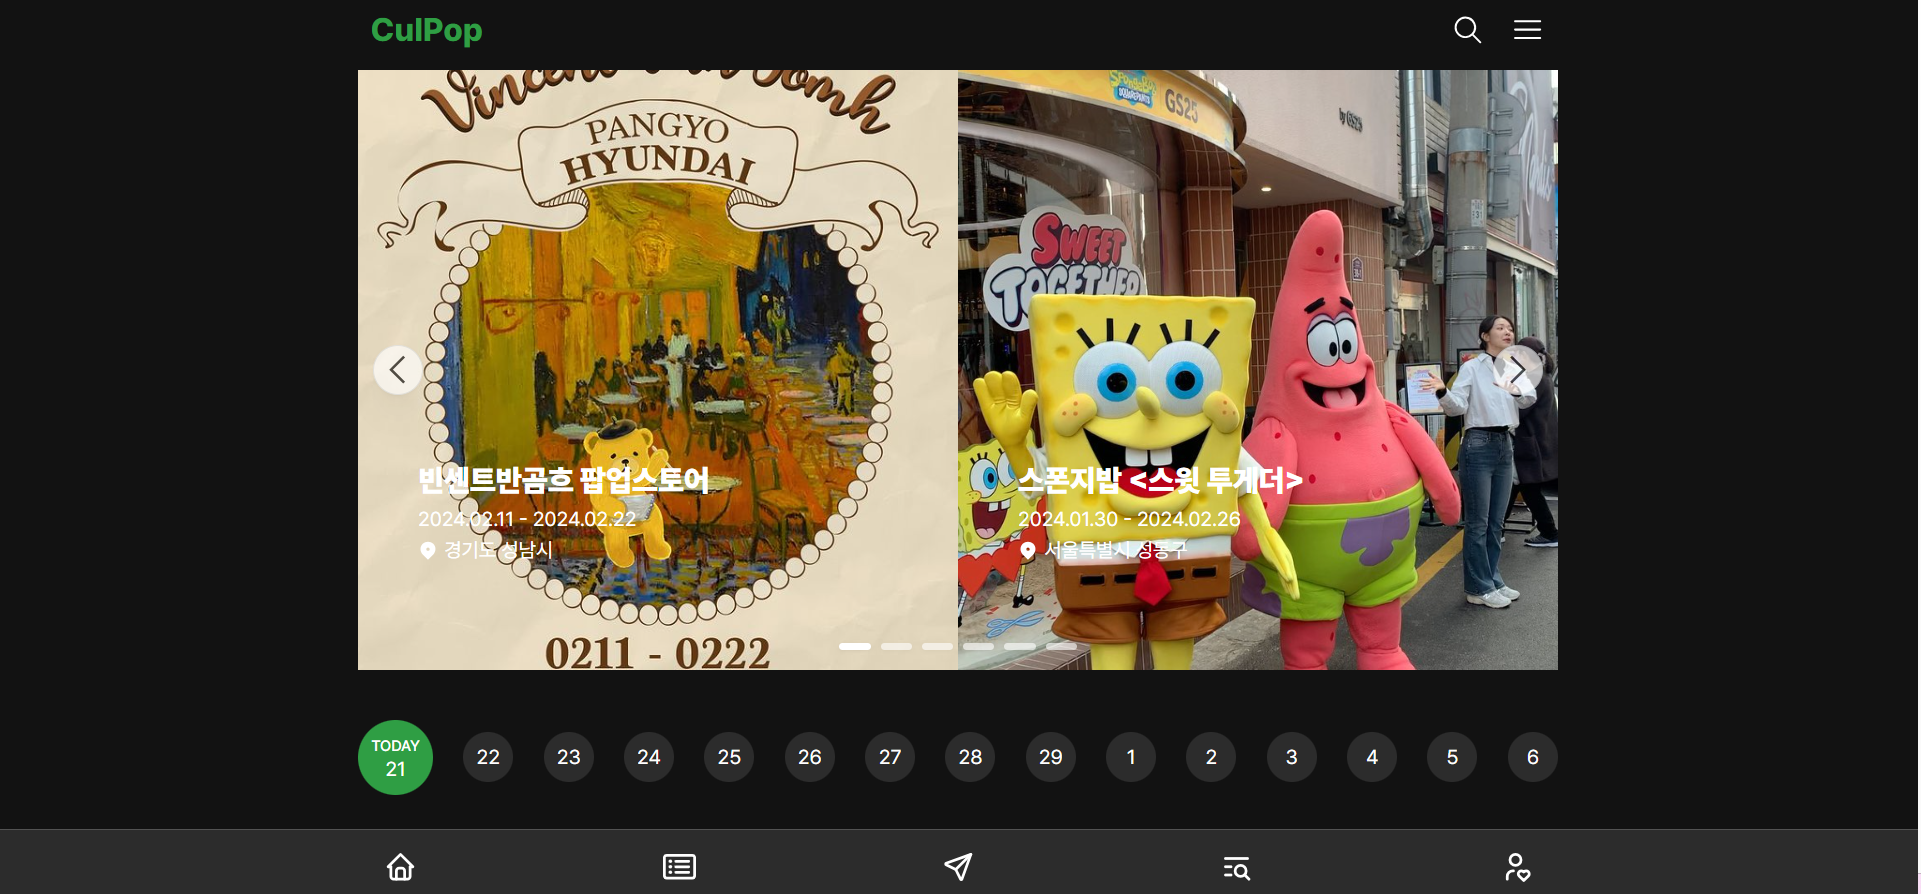 CulPop
PANGYO
HYUNDAI
빈센트반곰흐 팝업스토어
2024.02.11 - 2024.02.22
경기도 성남시
0211 - 0222
SPONGEBOB
SQUAREPANTS
GS25
by GS25
SWEET
TOGETHER
스폰지밥 <스윗 투게더>
2024.01.30 - 2024.02.26
서울특별시 성동구
TODAY
21
22 23 24 25 26 27 28 29 1 2 3 4 5 6